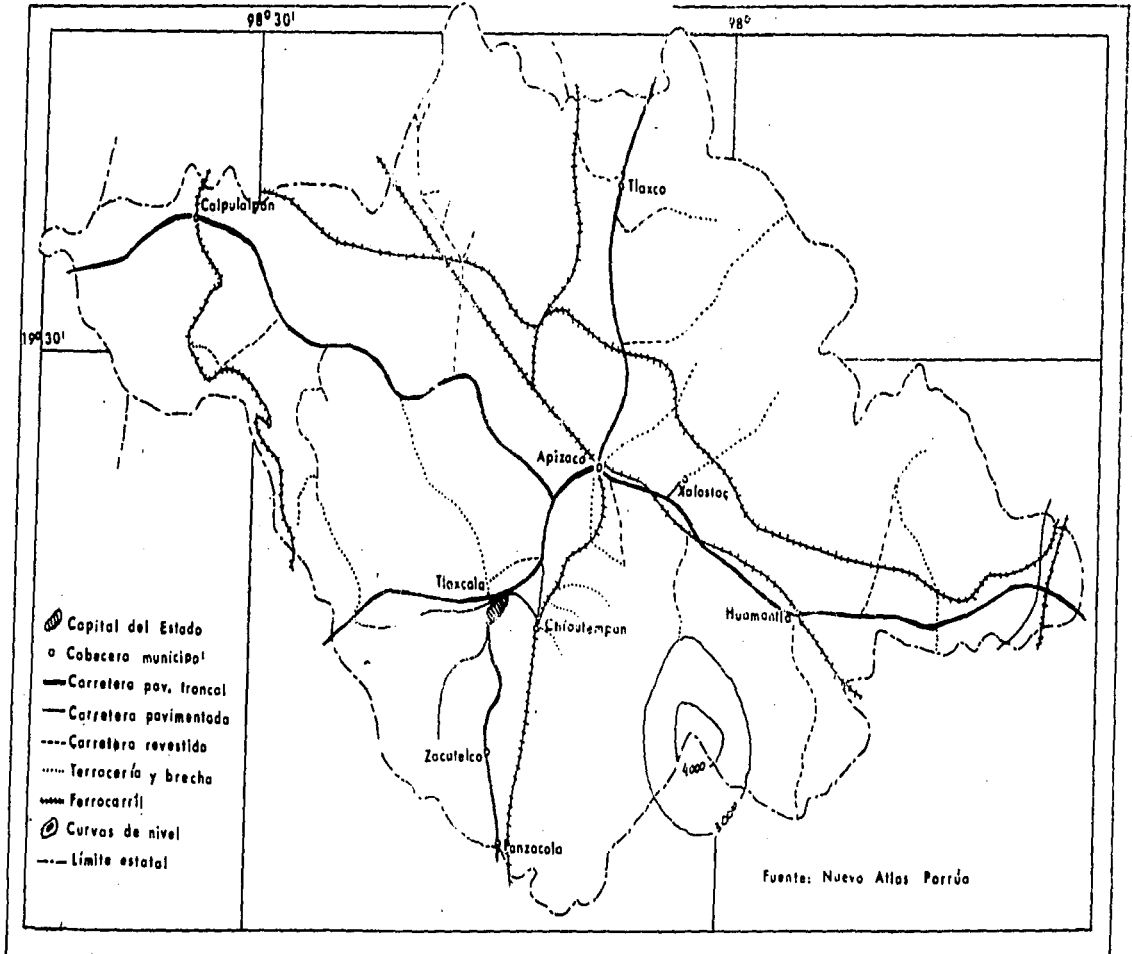 98° 30'
98°
Tlaxco
Calpulalpan
19° 30'
Apizaco
Xalostoc
Tlaxcala
Chiautempan
Huamantla
Zacatelco
Panzacola
4000
3000
Capital del Estado
Cabecera municipal
Carretera pav. troncal
Carretera pavimentada
Carretera revestida
Terracería y brecha
Ferrocarril
Curvas de nivel
Límite estatal
Fuente: Nuevo Atlas Porrúa